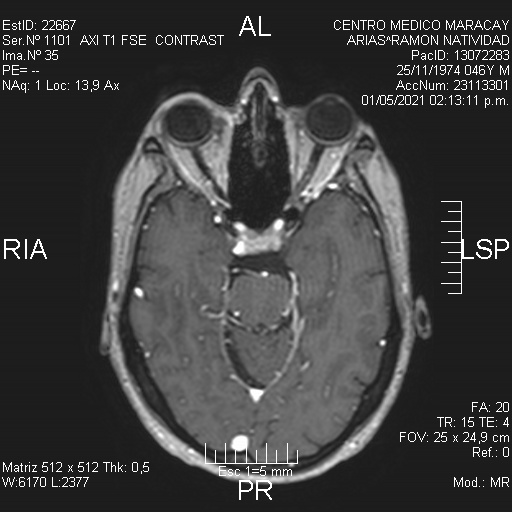 EstID: 22667
Ser.Nº 1101 AXI T1 FSE CONTRAST
Ima.Nº 35
PE= --
NAq: 1 Loc: 13,9 Ax
AL
CENTRO MEDICO MARACAY
ARIAS^RAMON NATIVIDAD
PacID: 13072283
25/11/1974 046Y M
AccNum: 23113301
01/05/2021 02:13:11 p.m.
RIA
LSP
FA: 20
TR: 15 TE: 4
FOV: 25 x 24,9 cm
Ref.: 0
Mod.: MR
Matriz 512 x 512 Thk: 0,5
W:6170 L:2377
Esc 1=5 mm
PR